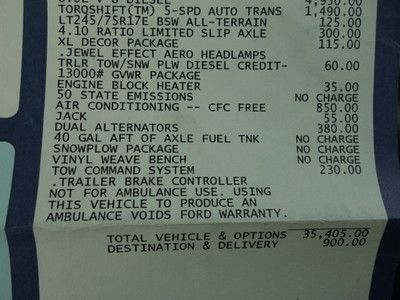 V-8 DIESEL 4,950.00
TORQSHIFT(TM) 5-SPD AUTO TRANS 1,490.00
LT245/75R17E BSW ALL-TERRAIN 125.00
4.10 RATIO LIMITED SLIP AXLE 300.00
XL DECOR PACKAGE 115.00
.JEWEL EFFECT AERO HEADLAMPS
TRLR TOW/SNW PLW DIESEL CREDIT- 60.00
13000# GVWR PACKAGE
ENGINE BLOCK HEATER 35.00
50 STATE EMISSIONS NO CHARGE
AIR CONDITIONING -- CFC FREE 850.00
JACK 55.00
DUAL ALTERNATORS 380.00
40 GAL AFT OF AXLE FUEL TNK NO CHARGE
SNOWPLOW PACKAGE NO CHARGE
VINYL WEAVE BENCH NO CHARGE
TOW COMMAND SYSTEM 230.00
.TRAILER BRAKE CONTROLLER
NOT FOR AMBULANCE USE. USING
THIS VEHICLE TO PRODUCE AN
AMBULANCE VOIDS FORD WARRANTY.
TOTAL VEHICLE & OPTIONS 35,405.00
DESTINATION & DELIVERY 900.00